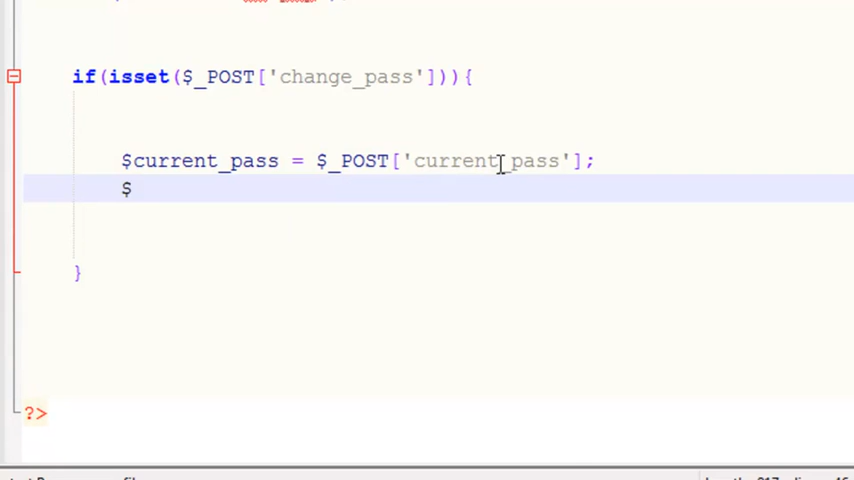 if(isset($_POST['change_pass'])){
$current_pass = $_POST['current_pass'];
$
}
?>